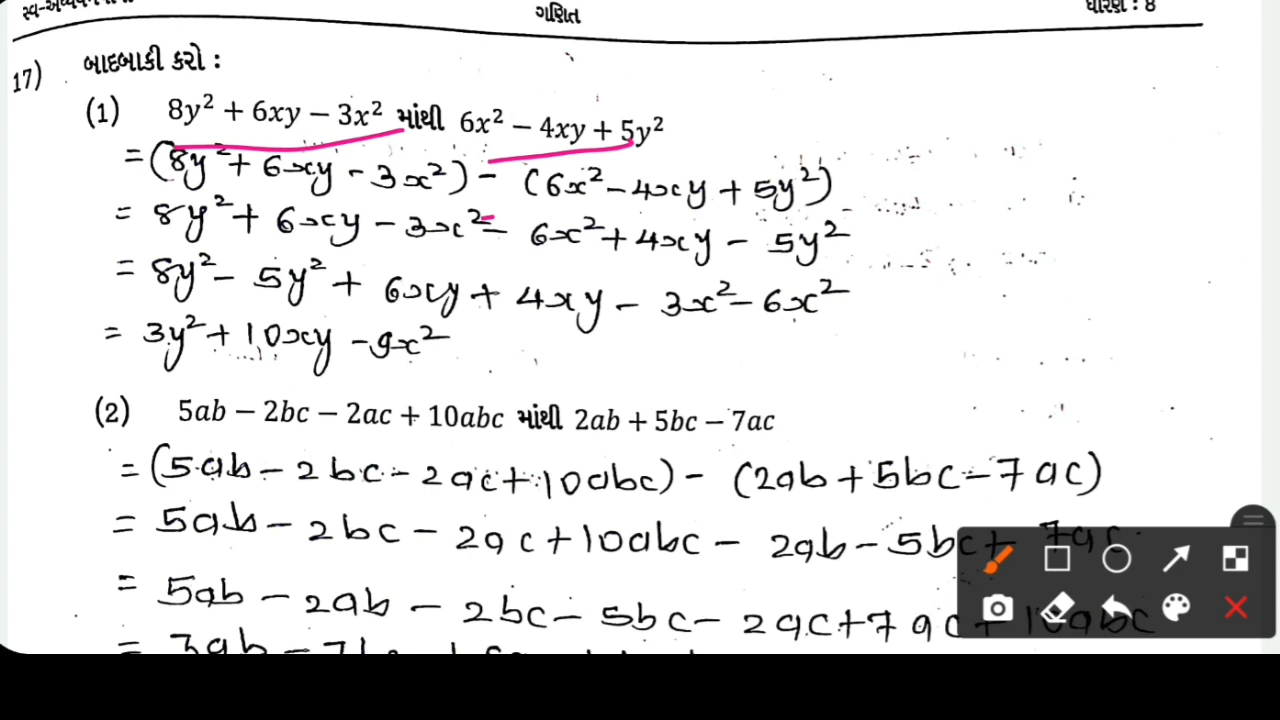 ગણિત
ધોરણ : ૪
17) બાદબાકી કરો :
(1) 8y² + 6xy − 3x² માંથી 6x² − 4xy + 5y²
= (8y² + 6xy − 3x²) − (6x² − 4xy + 5y²)
= 8y² + 6xy − 3x² − 6x² + 4xy − 5y²
= 8y² − 5y² + 6xy + 4xy − 3x² − 6x²
= 3y² + 10xy − 9x²
(2) 5ab − 2bc − 2ac + 10abc માંથી 2ab + 5bc − 7ac
= (5ab − 2bc − 2ac + 10abc) − (2ab + 5bc − 7ac)
= 5ab − 2bc − 2ac + 10abc − 2ab − 5bc + 7ac
= 5ab − 2ab − 2bc − 5bc − 2ac + 7ac + 10abc